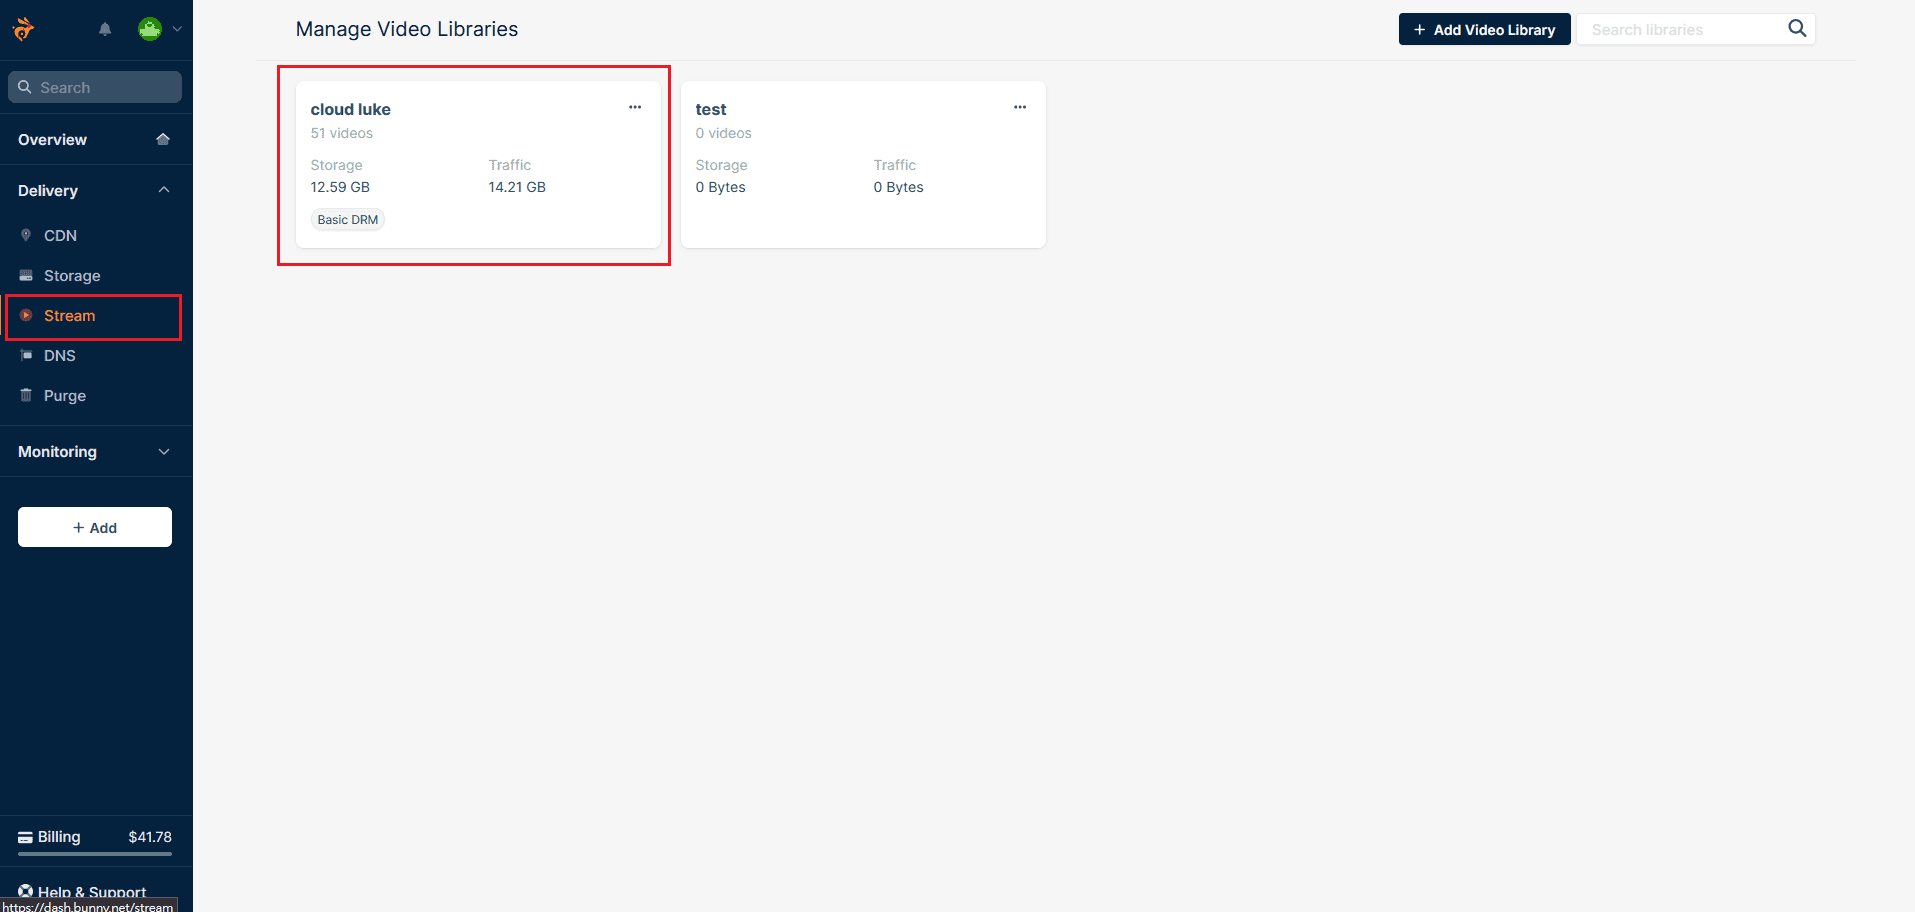 Search
Overview
Delivery
CDN
Storage
Stream
DNS
Purge
Monitoring
+ Add
Billing $41.78
Help & Support
https://dash.bunny.net/stream
Manage Video Libraries
+ Add Video Library
Search libraries
cloud luke
51 videos
Storage Traffic
12.59 GB 14.21 GB
Basic DRM
test
0 videos
Storage Traffic
0 Bytes 0 Bytes